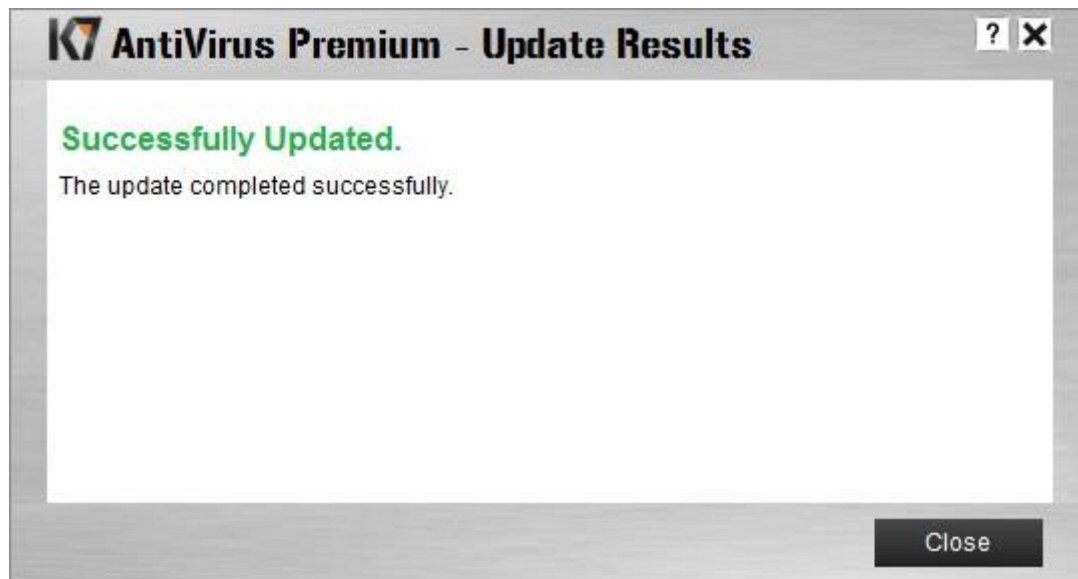 K7 AntiVirus Premium - Update Results ? X
Successfully Updated.
The update completed successfully.
Close